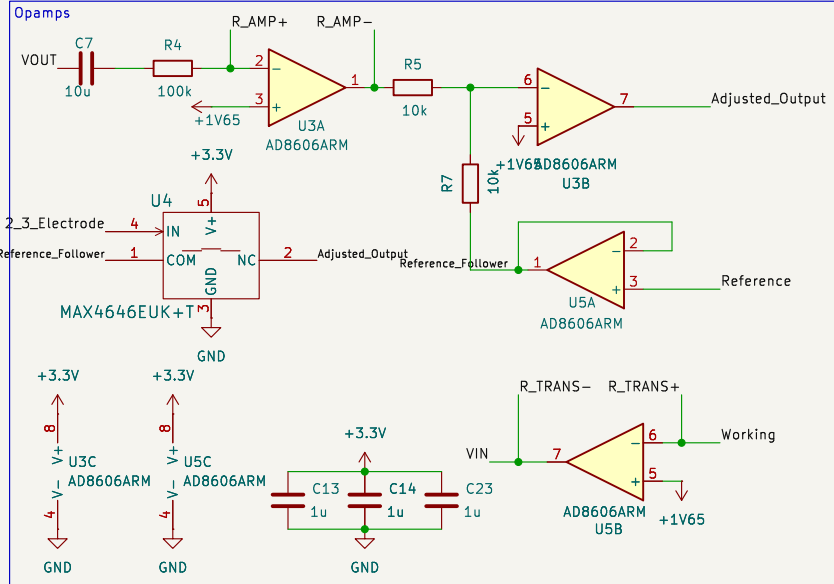 Opamps
R_AMP+
R_AMP-
C7
R4
VOUT
2
-
1
R5
10u
100k
3
+
+1V65
U3A
AD8606ARM
10k
6
-
7
Adjusted_Output
5
+
+1V65
AD8606ARM
U3B
+3.3V
R7
10k
U4
5
V+
2_3_Electrode
4
IN
Reference_Follower
1
COM
NC
2
Adjusted_Output
GND
3
MAX4646EUK+T
GND
Reference_Follower
1
2
-
3
+
Reference
U5A
AD8606ARM
+3.3V
+3.3V
8
V+
U3C
AD8606ARM
V-
4
GND
8
V+
U5C
AD8606ARM
V-
4
GND
+3.3V
C13
1u
C14
1u
C23
1u
GND
R_TRANS-
R_TRANS+
VIN
7
6
-
Working
5
+
+1V65
AD8606ARM
U5B